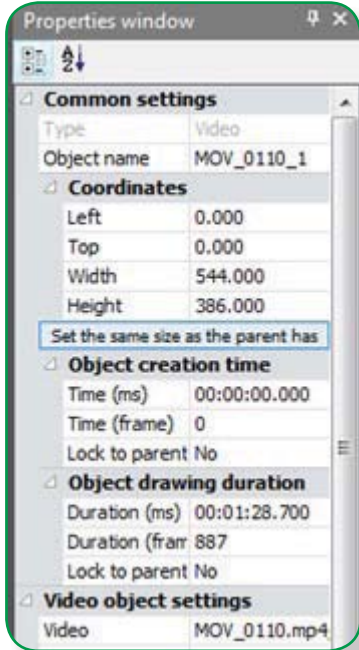 Properties window
A Z
Common settings
Type Video
Object name MOV_0110_1
Coordinates
Left 0.000
Top 0.000
Width 544.000
Height 386.000
Set the same size as the parent has
Object creation time
Time (ms) 00:00:00.000
Time (frame) 0
Lock to parent No
Object drawing duration
Duration (ms) 00:01:28.700
Duration (fram 887
Lock to parent No
Video object settings
Video MOV_0110.mp4